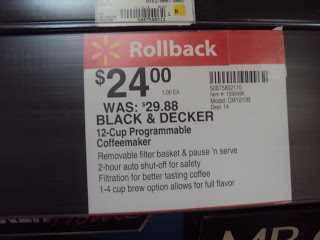 Rollback
$24.00
1.00 EA
WAS: $29.88
BLACK & DECKER
12-Cup Programmable
Coffeemaker
50875802110
Model: CM1010B
Dept. 14
Removable filter basket & pause 'n serve
2-hour auto shut-off for safety
Filtration for better tasting coffee
1-4 cup brew option allows for full flavor